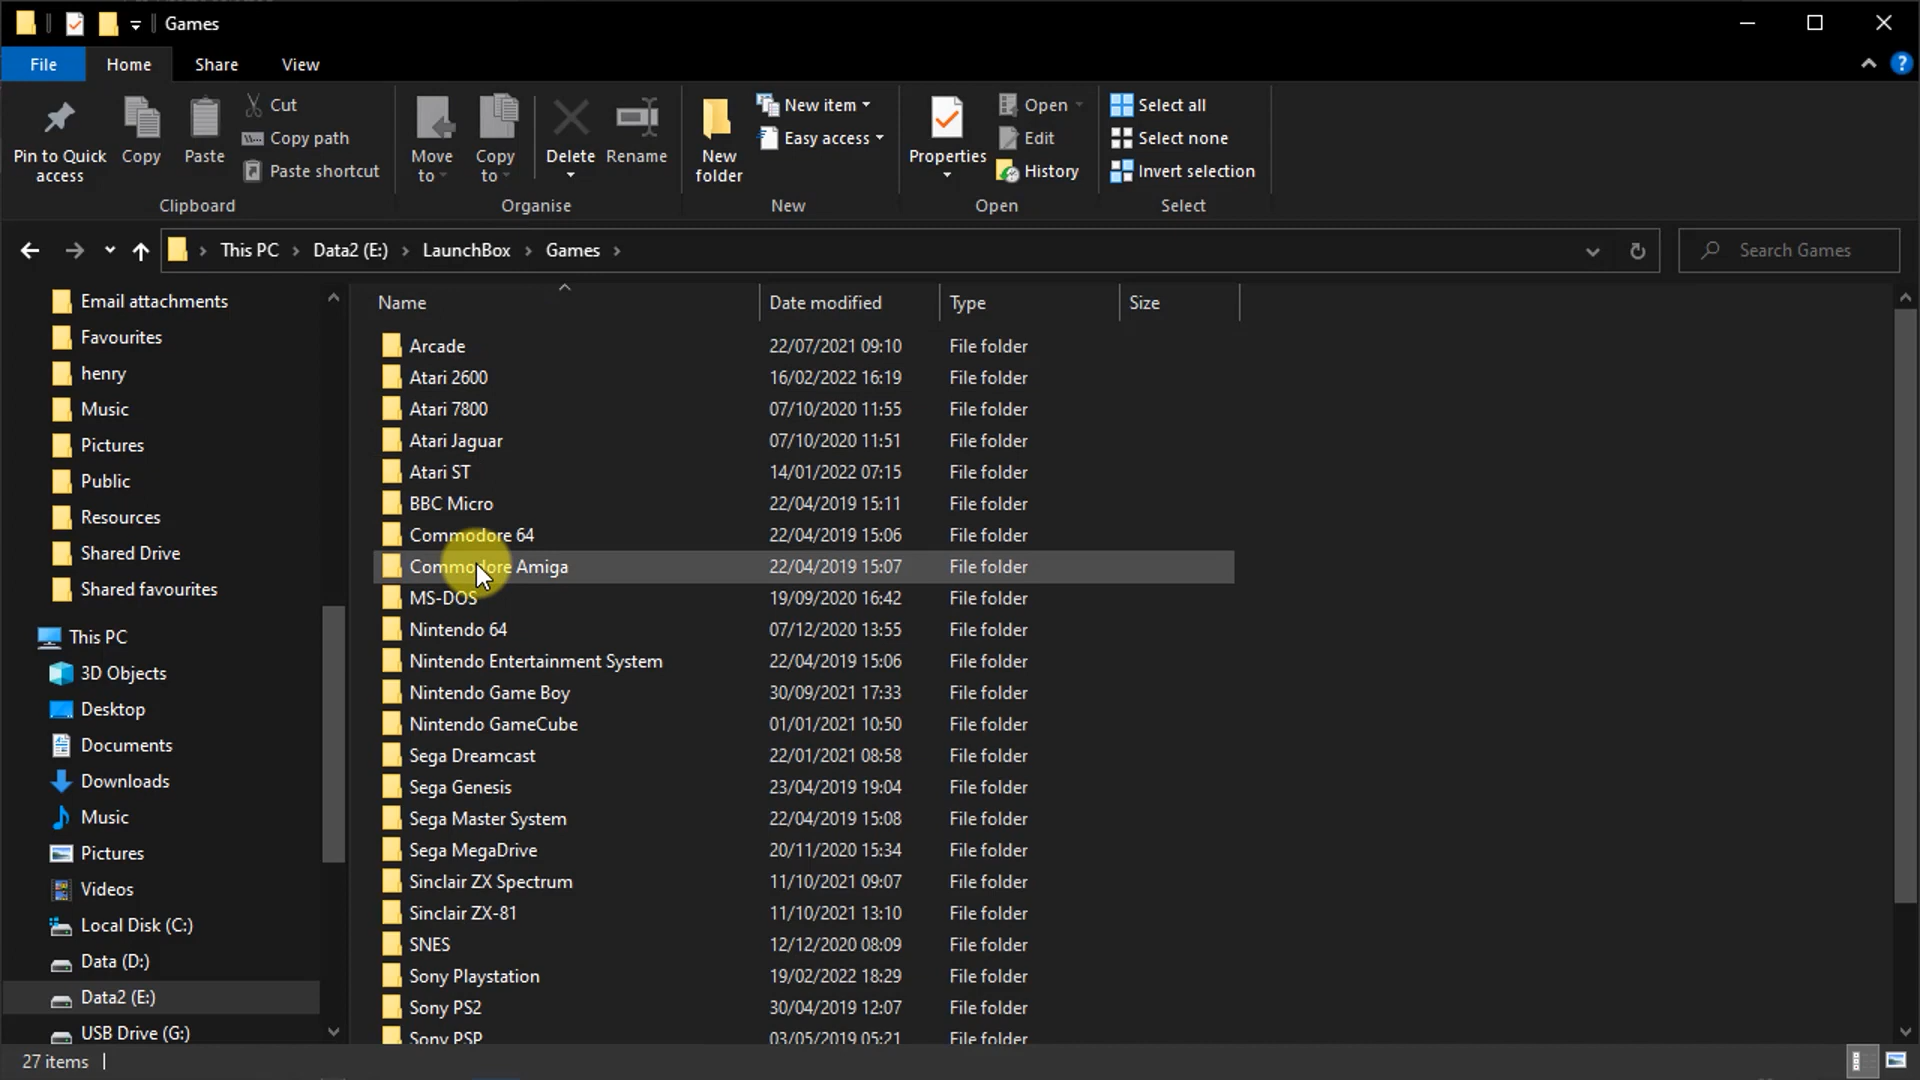 Games
File Home Share View
Pin to Quick access
Copy
Paste
Cut
Copy path
Paste shortcut
Clipboard
Move to
Copy to
Delete
Rename
Organise
New folder
New item
Easy access
New
Properties
Open
Edit
History
Open
Select all
Select none
Invert selection
Select
This PC Data2 (E:) LaunchBox Games
Search Games
Email attachments
Favourites
henry
Music
Pictures
Public
Resources
Shared Drive
Shared favourites
This PC
3D Objects
Desktop
Documents
Downloads
Music
Pictures
Videos
Local Disk (C:)
Data (D:)
Data2 (E:)
USB Drive (G:)
Name Date modified Type Size
Arcade 22/07/2021 09:10 File folder
Atari 2600 16/02/2022 16:19 File folder
Atari 7800 07/10/2020 11:55 File folder
Atari Jaguar 07/10/2020 11:51 File folder
Atari ST 14/01/2022 07:15 File folder
BBC Micro 22/04/2019 15:11 File folder
Commodore 64 22/04/2019 15:06 File folder
Commodore Amiga 22/04/2019 15:07 File folder
MS-DOS 19/09/2020 16:42 File folder
Nintendo 64 07/12/2020 13:55 File folder
Nintendo Entertainment System 22/04/2019 15:06 File folder
Nintendo Game Boy 30/09/2021 17:33 File folder
Nintendo GameCube 01/01/2021 10:50 File folder
Sega Dreamcast 22/01/2021 08:58 File folder
Sega Genesis 23/04/2019 19:04 File folder
Sega Master System 22/04/2019 15:08 File folder
Sega MegaDrive 20/11/2020 15:34 File folder
Sinclair ZX Spectrum 11/10/2021 09:07 File folder
Sinclair ZX-81 11/10/2021 13:10 File folder
SNES 12/12/2020 08:09 File folder
Sony Playstation 19/02/2022 18:29 File folder
Sony PS2 30/04/2019 12:07 File folder
Sony PSP 03/05/2019 05:21 File folder
27 items